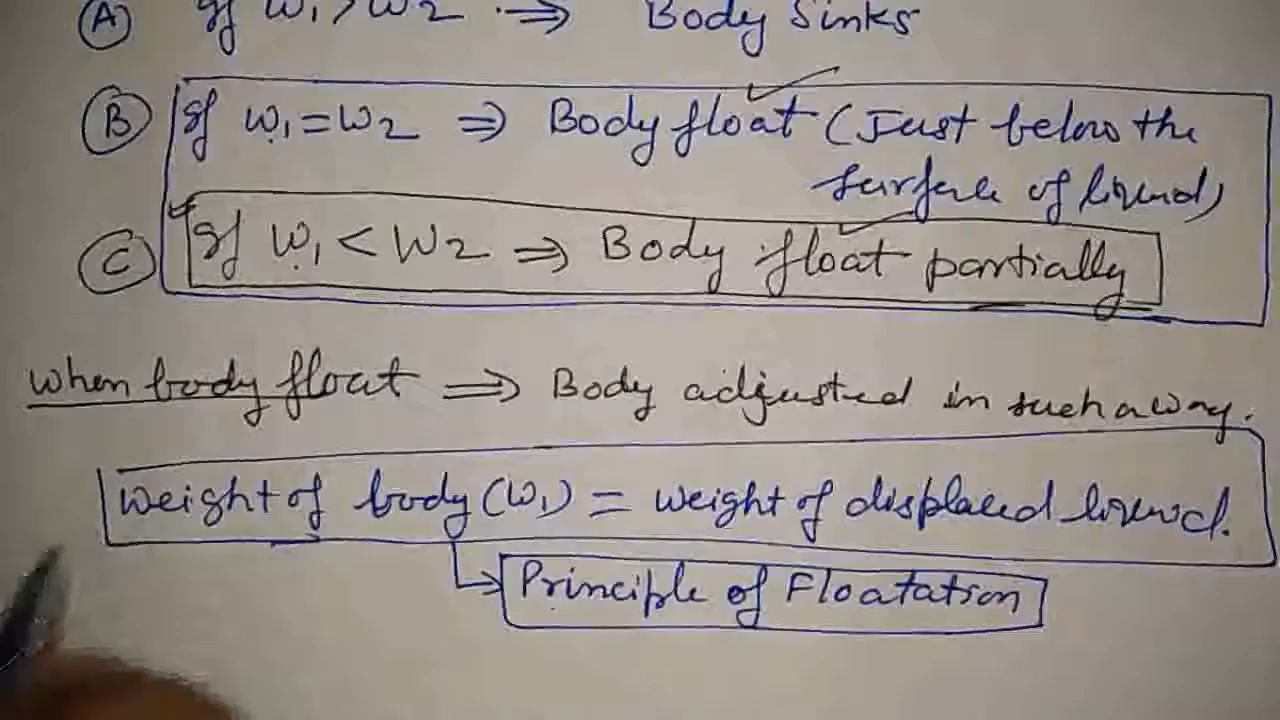 (A) If W1 > W2 ⇒ Body Sinks
(B) If W1 = W2 ⇒ Body float (Just below the
surface of liquid)
(C) If W1 < W2 ⇒ Body float partially
when body float ⇒ Body adjusted in such a way.
Weight of body (W1) = weight of displaced liquid.
Principle of Floatation